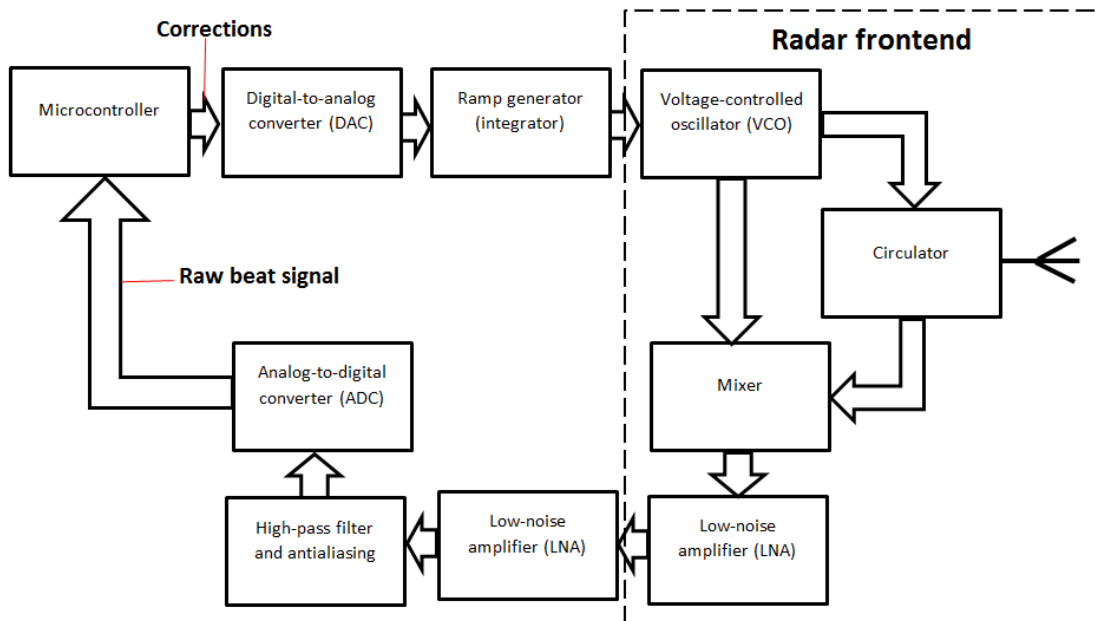 Corrections
Radar frontend
Microcontroller
Digital-to-analog
converter (DAC)
Ramp generator
(integrator)
Voltage-controlled
oscillator (VCO)
Circulator
Raw beat signal
Analog-to-digital
converter (ADC)
Mixer
High-pass filter
and antialiasing
Low-noise
amplifier (LNA)
Low-noise
amplifier (LNA)